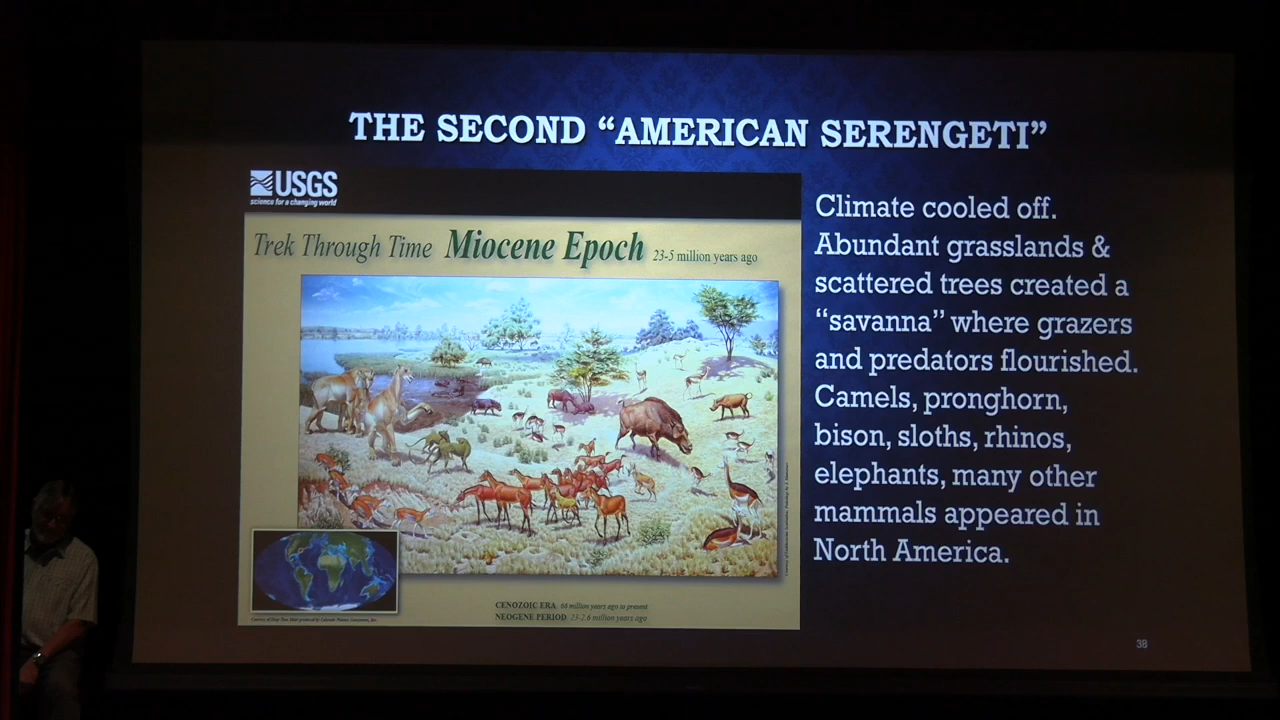 THE SECOND “AMERICAN SERENGETI”
USGS
science for a changing world
Trek Through Time Miocene Epoch 23-5 million years ago
CENOZOIC ERA 66 million years ago to present
NEOGENE PERIOD 23-2.6 million years ago
Climate cooled off.
Abundant grasslands &
scattered trees created a
“savanna” where grazers
and predators flourished.
Camels, pronghorn,
bison, sloths, rhinos,
elephants, many other
mammals appeared in
North America.
38